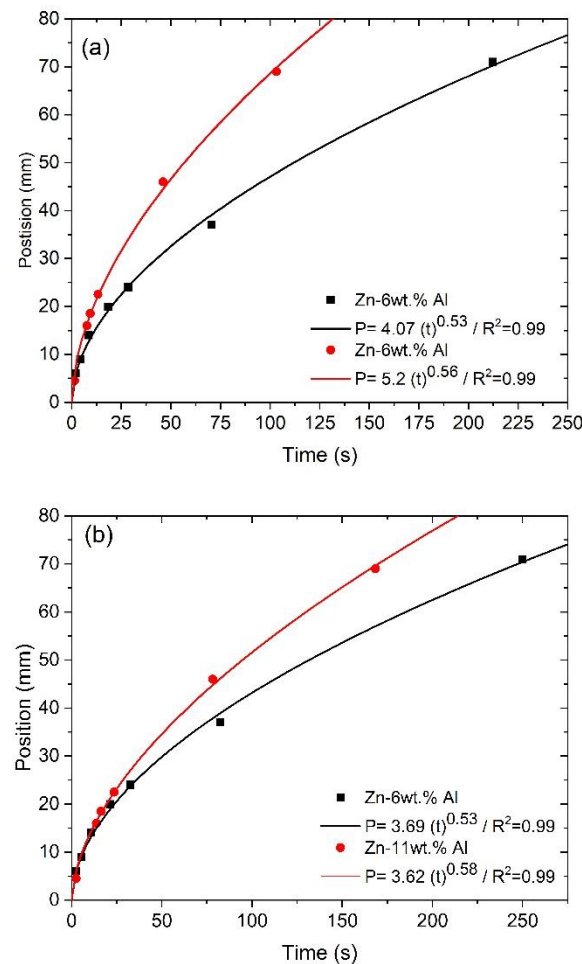 (a)
80
70
60
50
40
30
20
10
0
Postision (mm)
Zn-6wt.% Al
P= 4.07 (t)^0.53 / R²=0.99
Zn-6wt.% Al
P= 5.2 (t)^0.56 / R²=0.99
0 25 50 75 100 125 150 175 200 225 250
Time (s)
(b)
80
70
60
50
40
30
20
10
0
Position (mm)
Zn-6wt.% Al
P= 3.69 (t)^0.53 / R²=0.99
Zn-11wt.% Al
P= 3.62 (t)^0.58 / R²=0.99
0 50 100 150 200 250
Time (s)